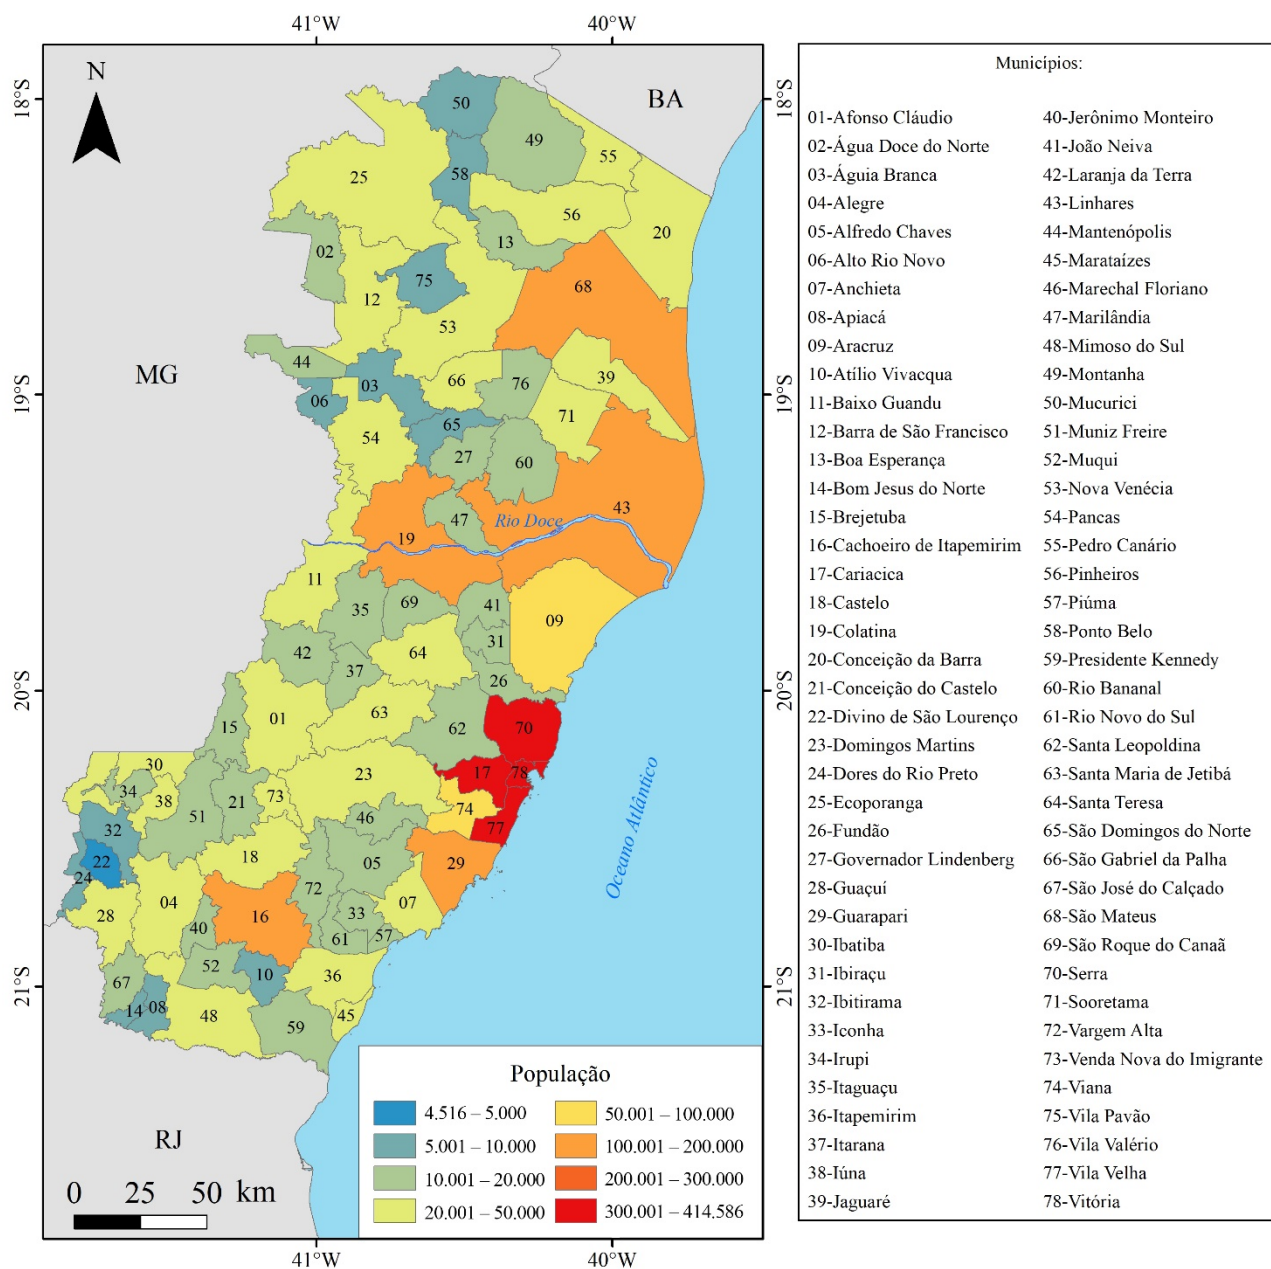 41°W 40°W
18°S 18°S
19°S 19°S
20°S 20°S
21°S 21°S
41°W 40°W
N
BA
MG
RJ
Rio Doce
Oceano Atlântico
50
49
55
58
25
56
20
13
02
75
68
12
53
44
03
66
76
39
06
71
65
54
27
60
43
47
19
11
35
69
41
09
31
42
37
64
26
01
63
15
62
70
30
23
17
78
34
38
73
74
51
21
46
77
32
18
05
22
29
24
72
04
07
28
16
33
40
61
57
52
10
36
67
14
08
48
59
45
0 25 50 km
População
4.516 – 5.000
5.001 – 10.000
10.001 – 20.000
20.001 – 50.000
50.001 – 100.000
100.001 – 200.000
200.001 – 300.000
300.001 – 414.586
Municípios:
01-Afonso Cláudio
02-Água Doce do Norte
03-Águia Branca
04-Alegre
05-Alfredo Chaves
06-Alto Rio Novo
07-Anchieta
08-Apiacá
09-Aracruz
10-Atílio Vivacqua
11-Baixo Guandu
12-Barra de São Francisco
13-Boa Esperança
14-Bom Jesus do Norte
15-Brejetuba
16-Cachoeiro de Itapemirim
17-Cariacica
18-Castelo
19-Colatina
20-Conceição da Barra
21-Conceição do Castelo
22-Divino de São Lourenço
23-Domingos Martins
24-Dores do Rio Preto
25-Ecoporanga
26-Fundão
27-Governador Lindenberg
28-Guaçuí
29-Guarapari
30-Ibatiba
31-Ibiraçu
32-Ibitirama
33-Iconha
34-Irupi
35-Itaguaçu
36-Itapemirim
37-Itarana
38-Iúna
39-Jaguaré
40-Jerônimo Monteiro
41-João Neiva
42-Laranja da Terra
43-Linhares
44-Mantenópolis
45-Marataízes
46-Marechal Floriano
47-Marilândia
48-Mimoso do Sul
49-Montanha
50-Mucurici
51-Muniz Freire
52-Muqui
53-Nova Venécia
54-Pancas
55-Pedro Canário
56-Pinheiros
57-Piúma
58-Ponto Belo
59-Presidente Kennedy
60-Rio Bananal
61-Rio Novo do Sul
62-Santa Leopoldina
63-Santa Maria de Jetibá
64-Santa Teresa
65-São Domingos do Norte
66-São Gabriel da Palha
67-São José do Calçado
68-São Mateus
69-São Roque do Canaã
70-Serra
71-Sooretama
72-Vargem Alta
73-Venda Nova do Imigrante
74-Viana
75-Vila Pavão
76-Vila Valério
77-Vila Velha
78-Vitória